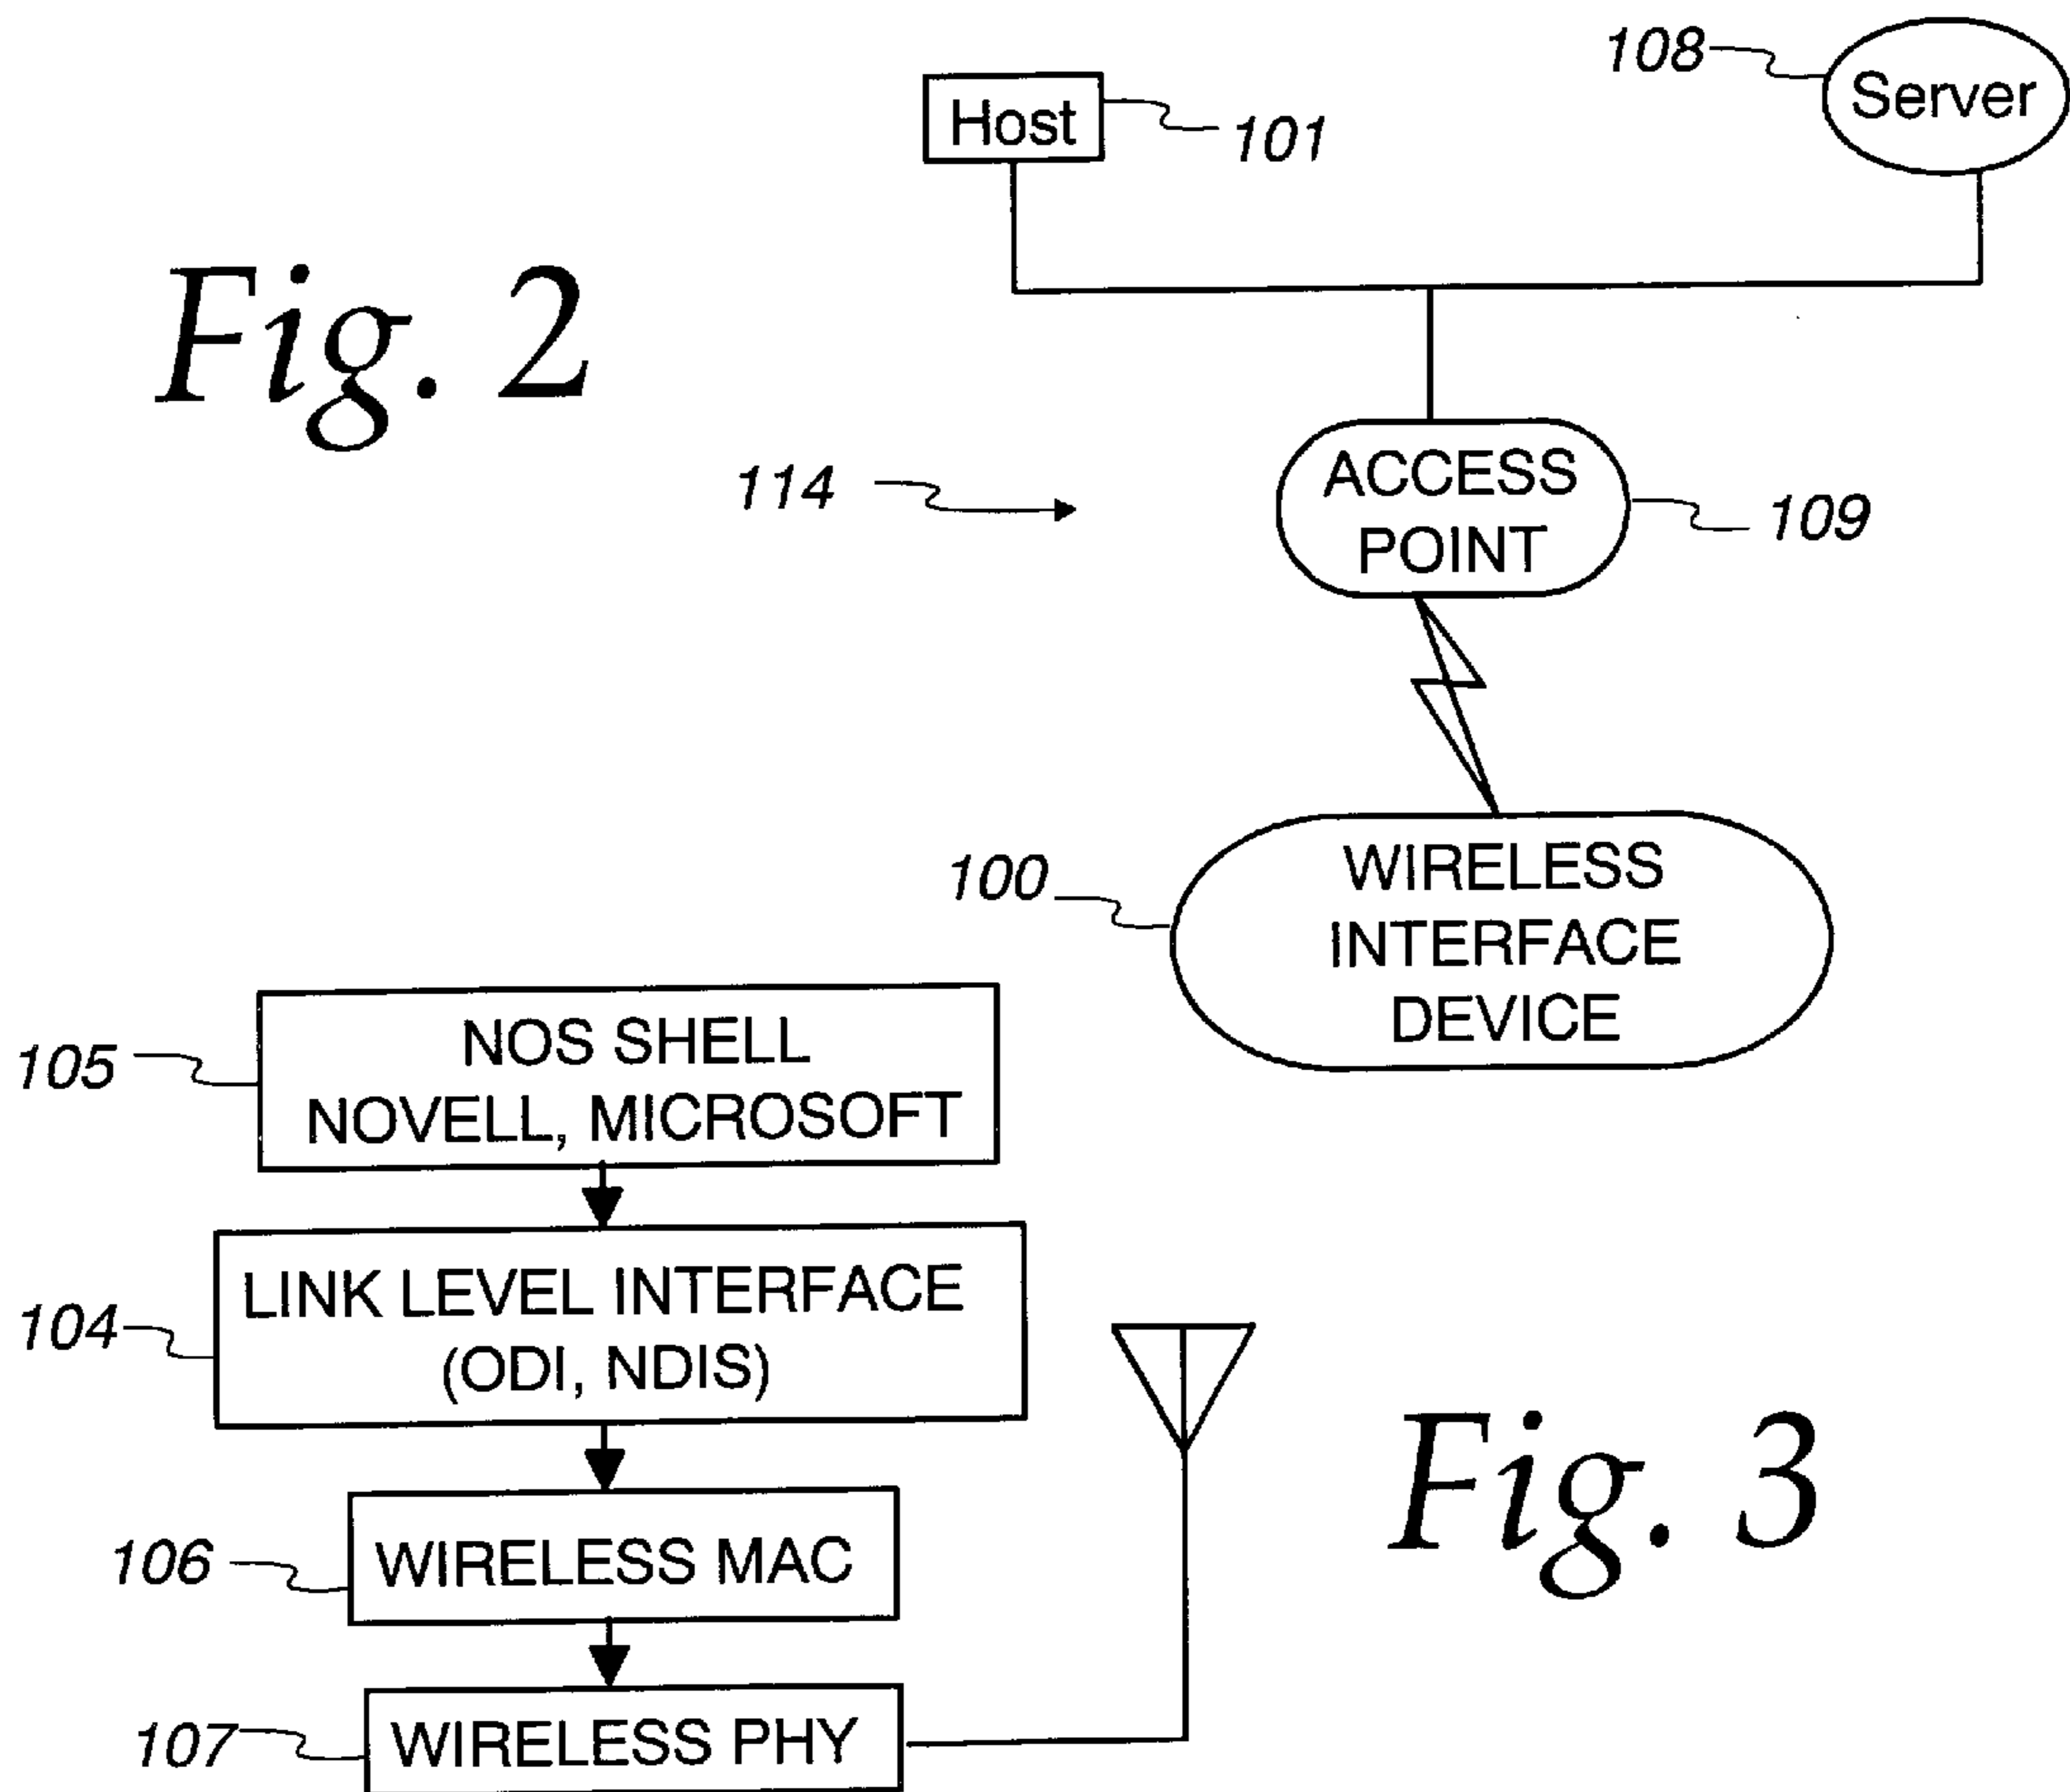 108
Server
Host
101
Fig. 2
ACCESS
POINT
114
109
WIRELESS
INTERFACE
DEVICE
100
NOS SHELL
NOVELL, MICROSOFT
105
LINK LEVEL INTERFACE
(ODI, NDIS)
104
WIRELESS MAC
106
WIRELESS PHY
107
Fig. 3